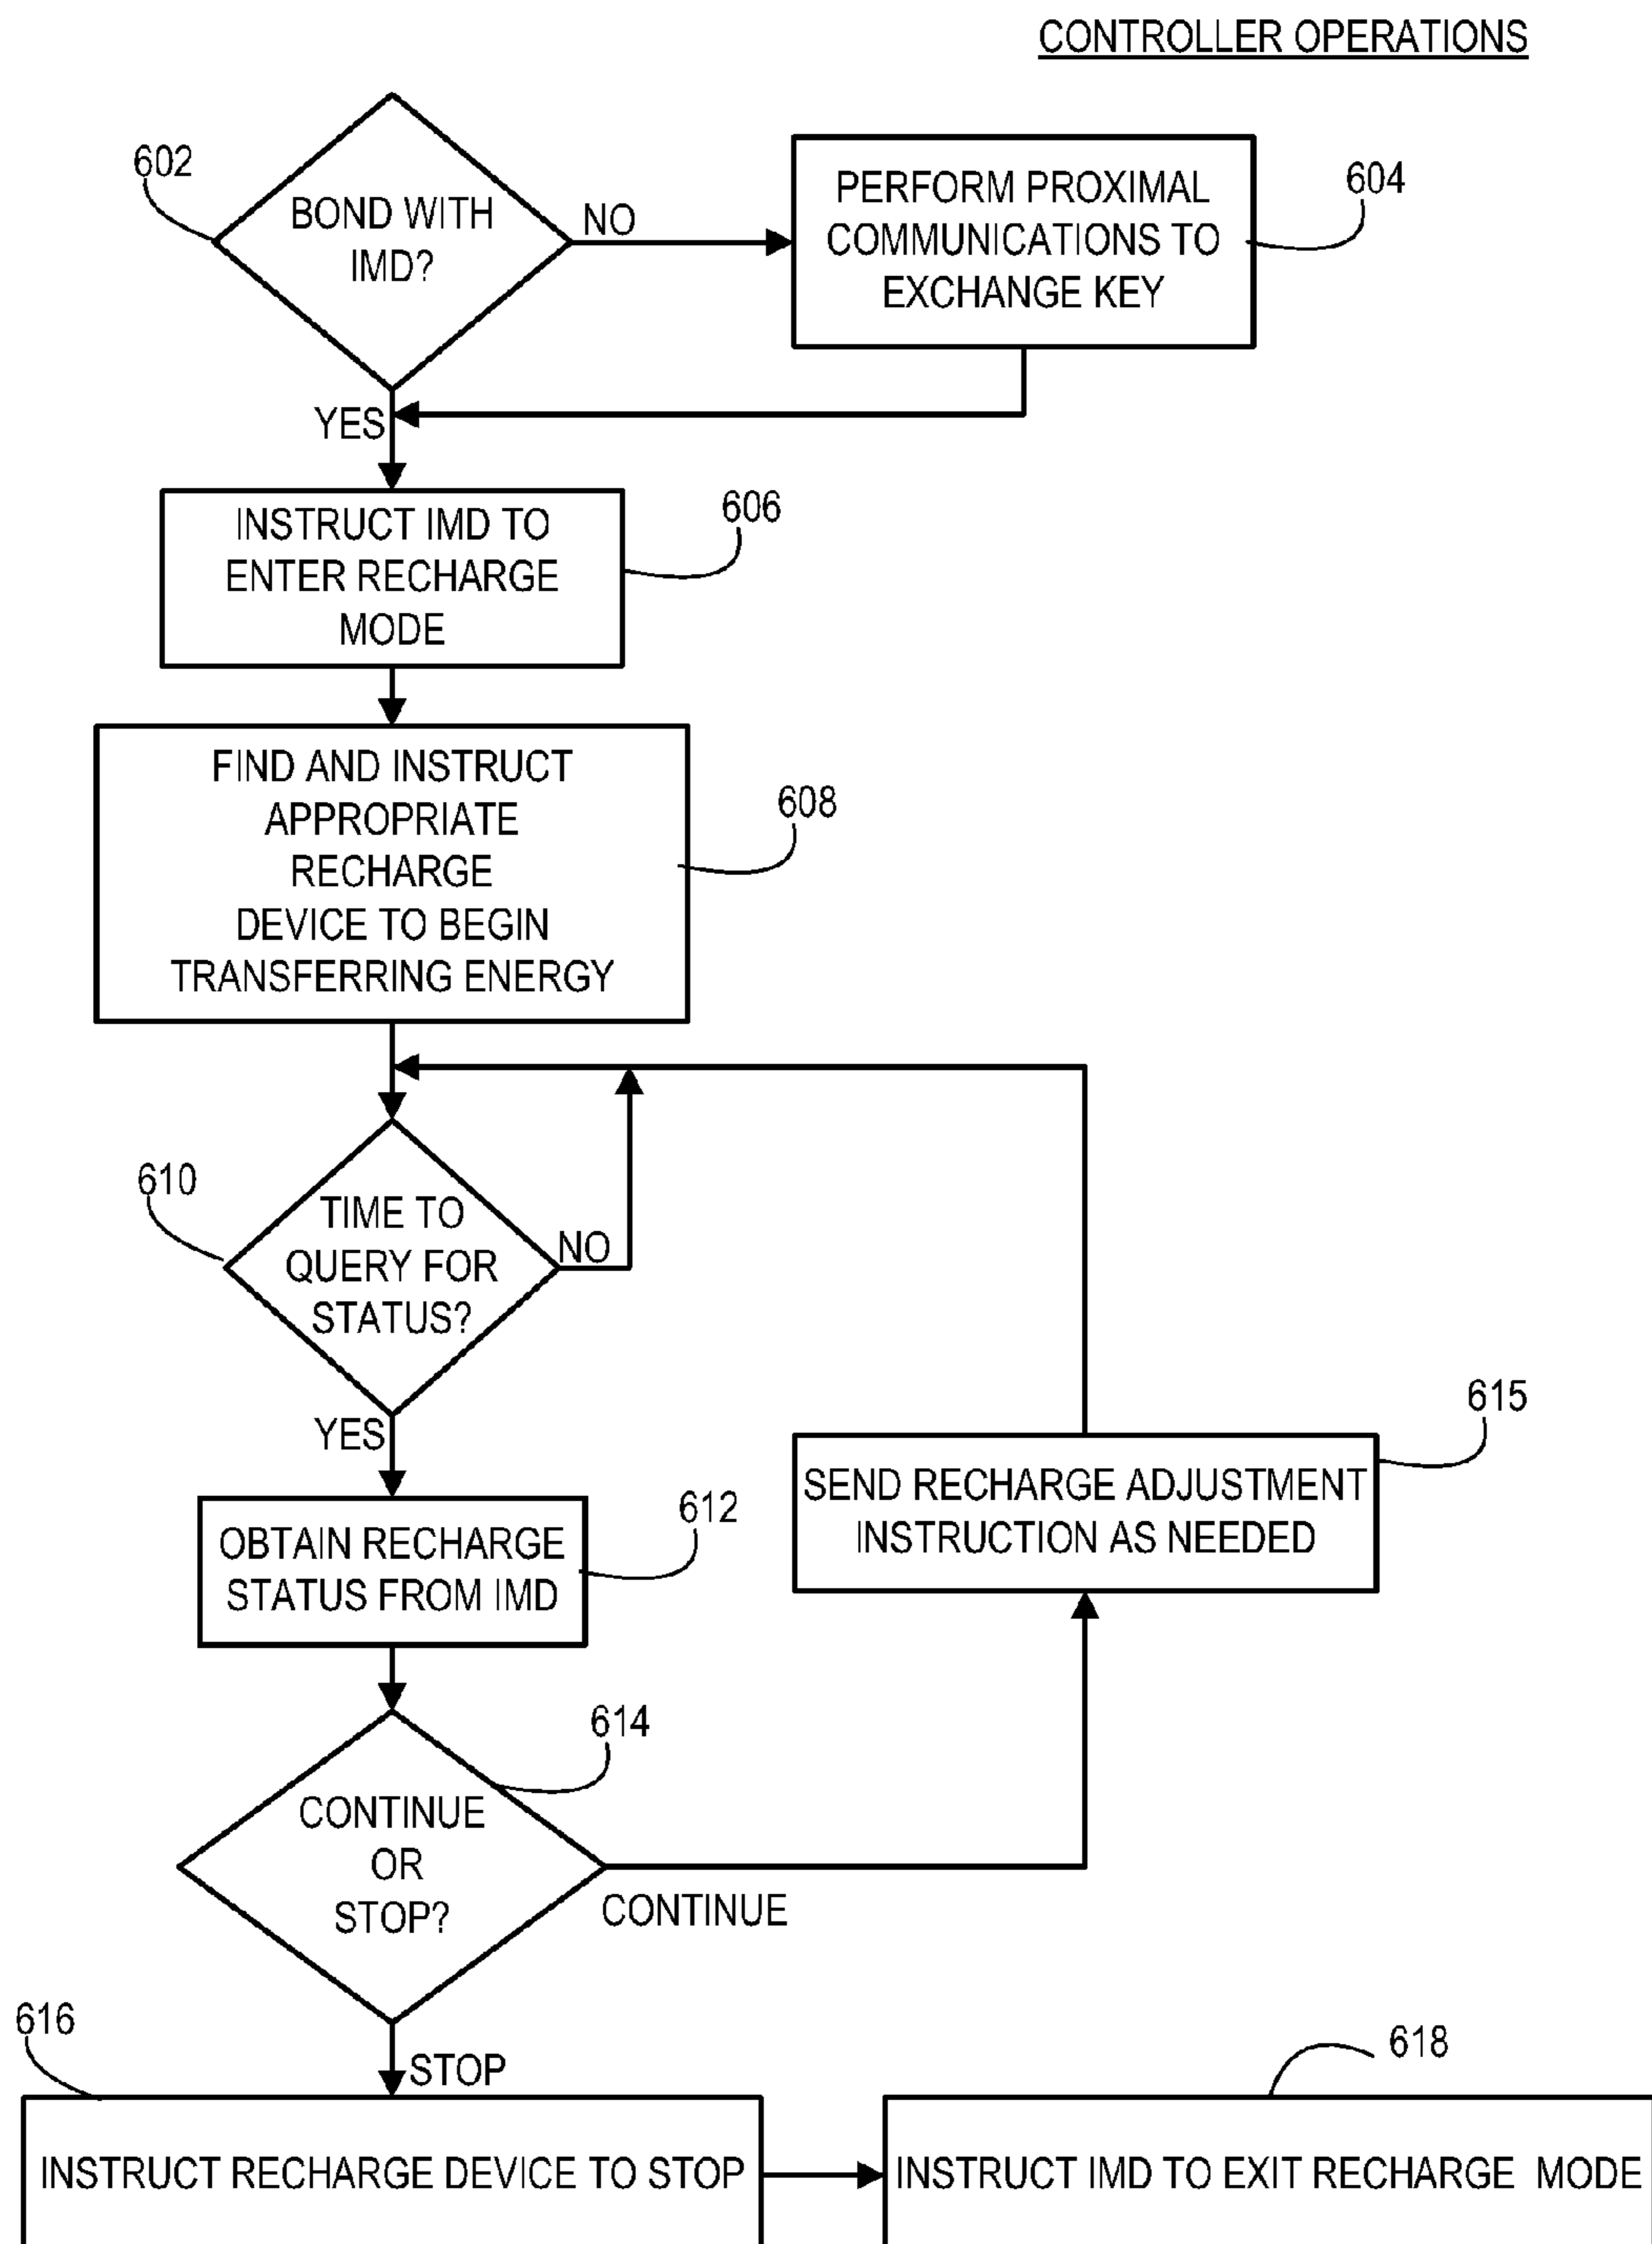 CONTROLLER OPERATIONS
602
BOND WITH
IMD?
NO
PERFORM PROXIMAL
COMMUNICATIONS TO
EXCHANGE KEY
604
YES
INSTRUCT IMD TO
ENTER RECHARGE
MODE
606
FIND AND INSTRUCT
APPROPRIATE
RECHARGE
DEVICE TO BEGIN
TRANSFERRING ENERGY
608
610
TIME TO
QUERY FOR
STATUS?
NO
YES
OBTAIN RECHARGE
STATUS FROM IMD
612
SEND RECHARGE ADJUSTMENT
INSTRUCTION AS NEEDED
615
CONTINUE
OR
STOP?
614
CONTINUE
STOP
616
INSTRUCT RECHARGE DEVICE TO STOP
618
INSTRUCT IMD TO EXIT RECHARGE MODE